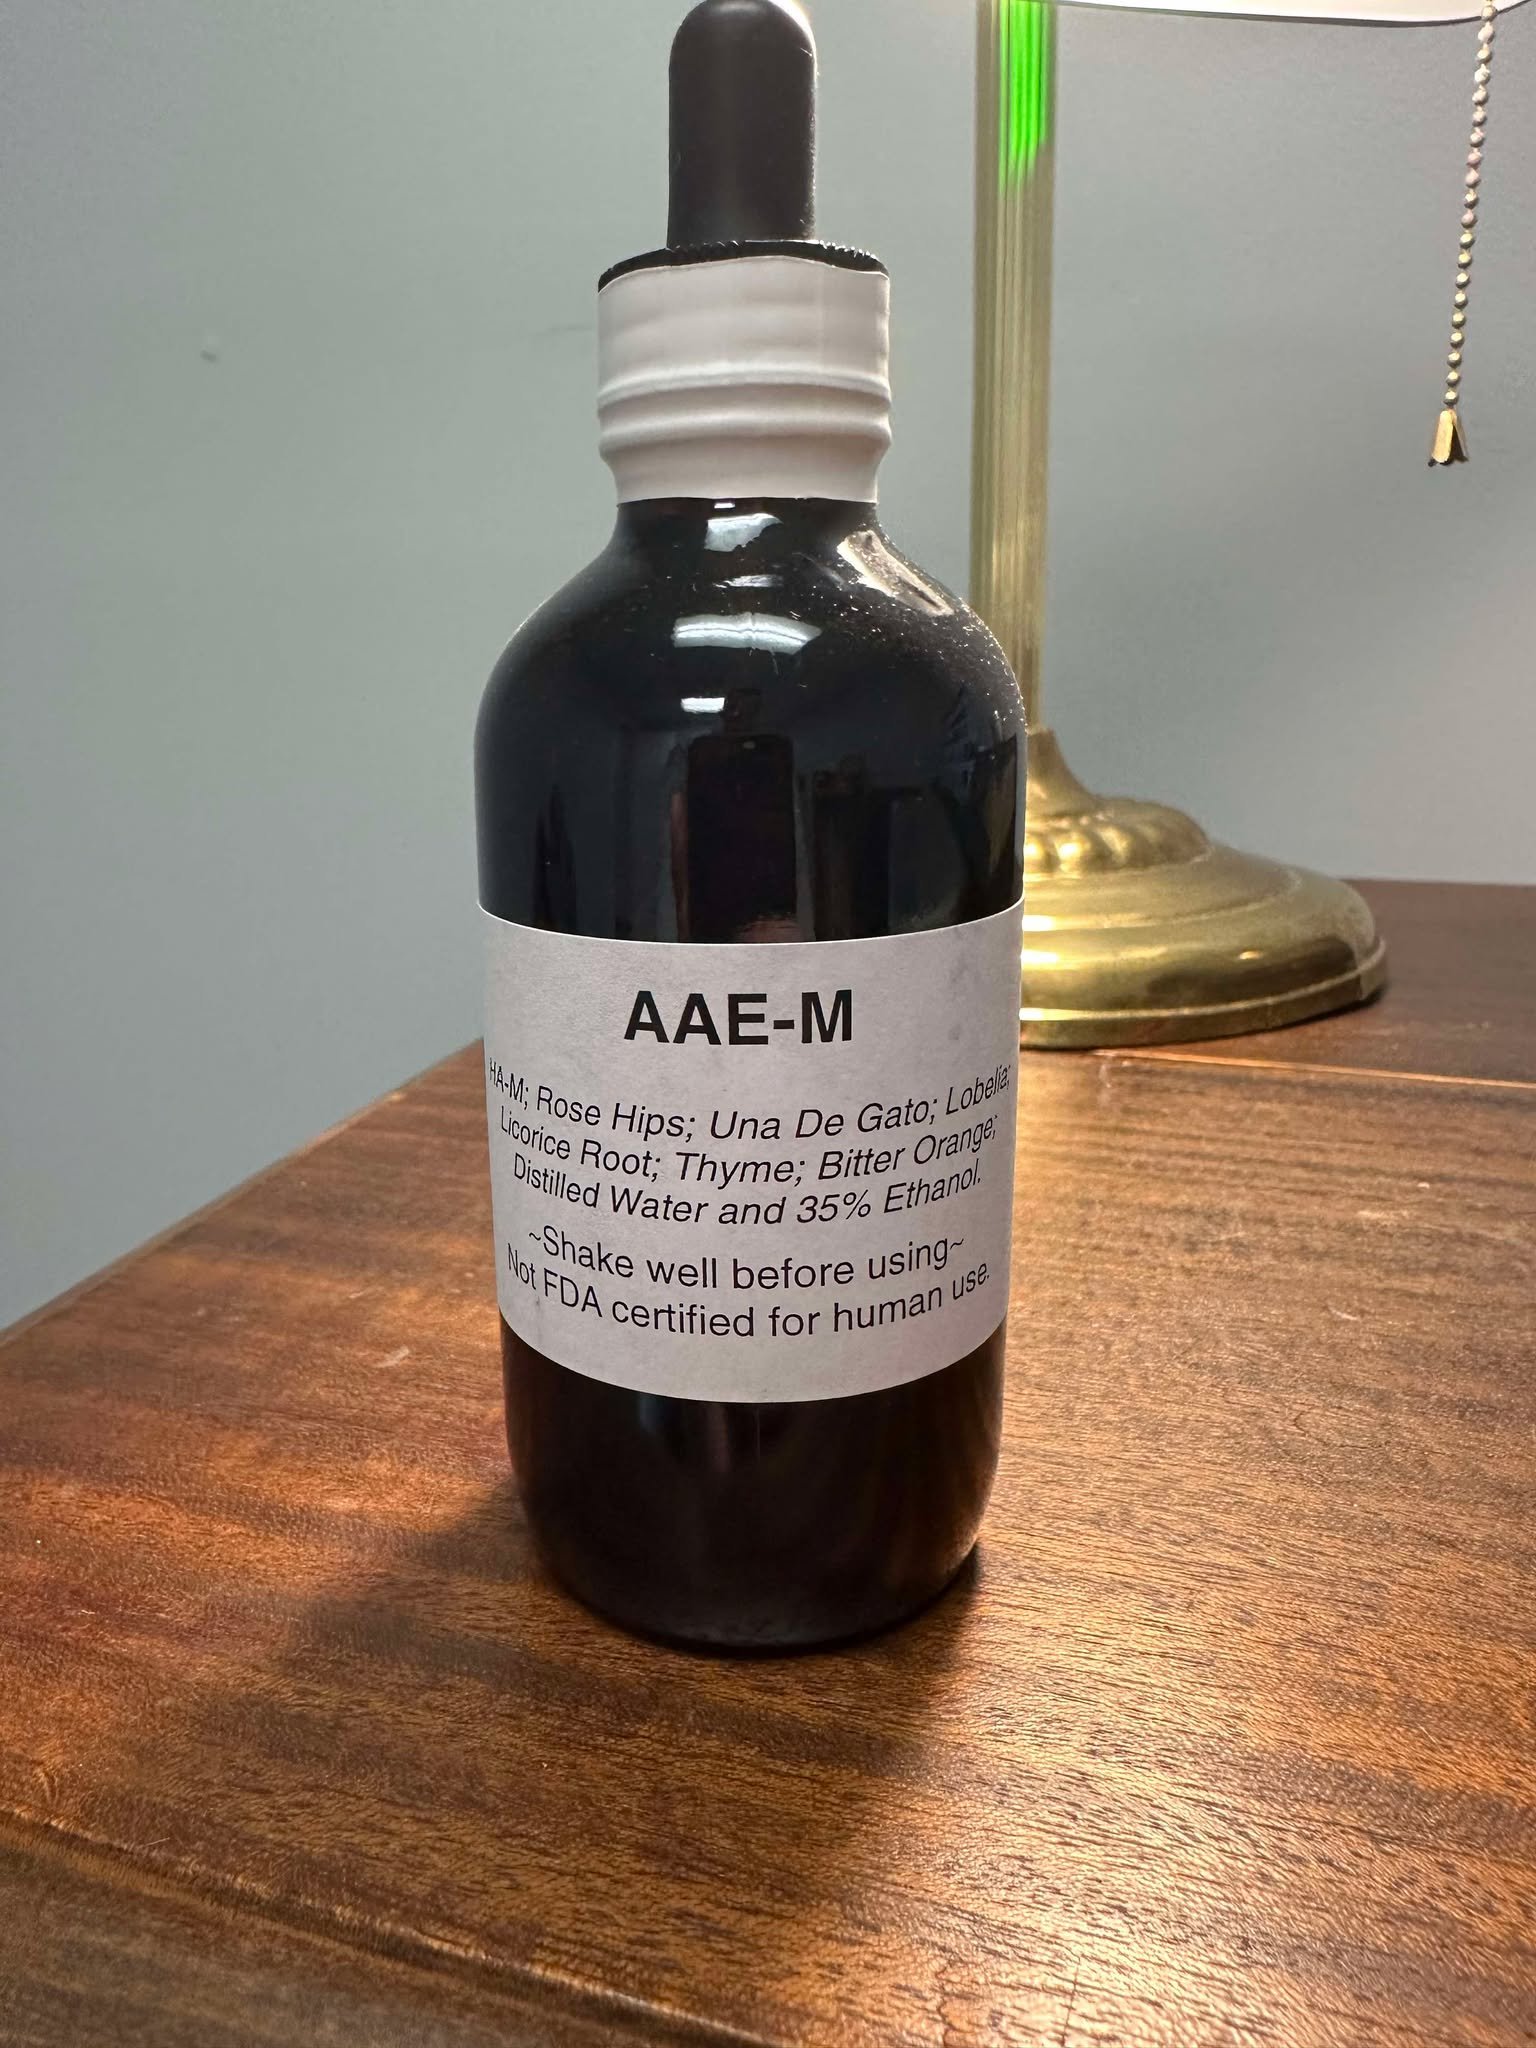 AAE-M
HA-M; Rose Hips; Una De Gato; Lobelia;
Licorice Root; Thyme; Bitter Orange;
Distilled Water and 35% Ethanol.
~Shake well before using~
Not FDA certified for human use.